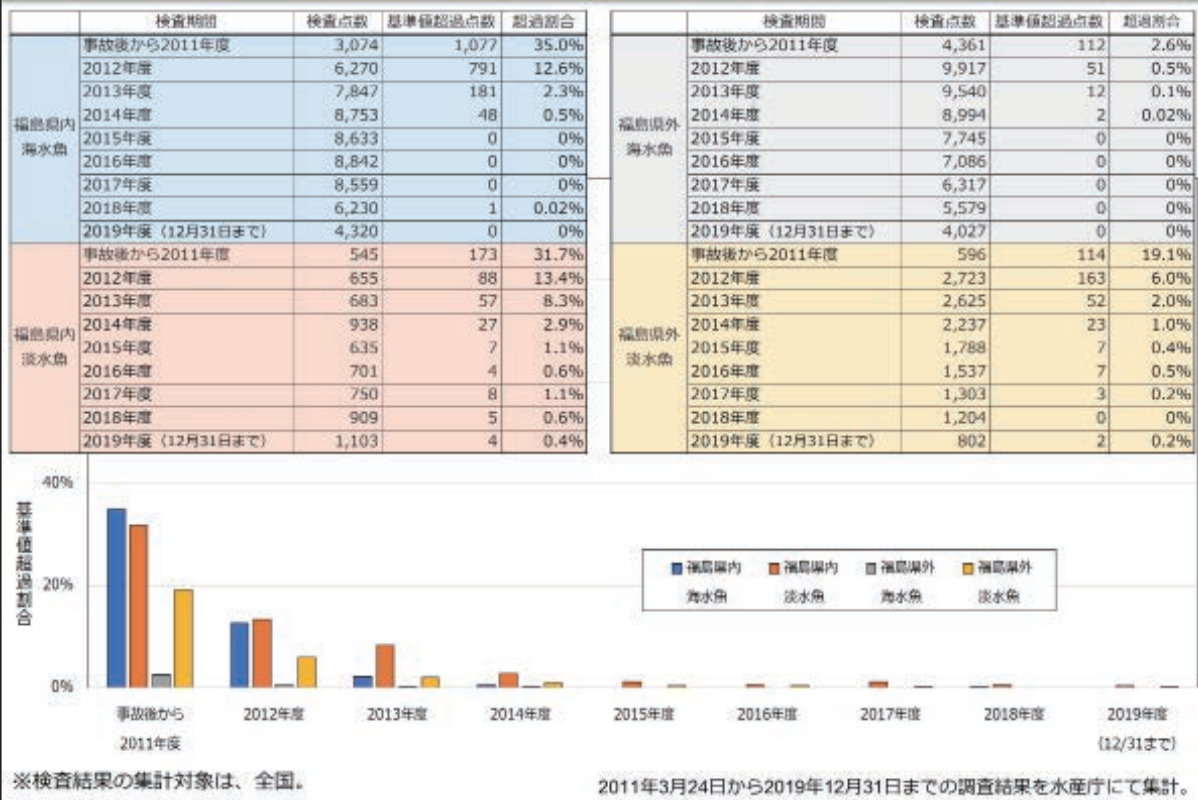 検査期間 検査点数 基準値超過点数 超過割合
福島県内
海水魚
事故後から2011年度 3,074 1,077 35.0%
2012年度 6,270 791 12.6%
2013年度 7,847 181 2.3%
2014年度 8,753 48 0.5%
2015年度 8,633 0 0%
2016年度 8,842 0 0%
2017年度 8,559 0 0%
2018年度 6,230 1 0.02%
2019年度(12月31日まで) 4,320 0 0%
福島県内
淡水魚
事故後から2011年度 545 173 31.7%
2012年度 655 88 13.4%
2013年度 683 57 8.3%
2014年度 938 27 2.9%
2015年度 635 7 1.1%
2016年度 701 4 0.6%
2017年度 750 8 1.1%
2018年度 909 5 0.6%
2019年度(12月31日まで) 1,103 4 0.4%
検査期間 検査点数 基準値超過点数 超過割合
福島県外
海水魚
事故後から2011年度 4,361 112 2.6%
2012年度 9,917 51 0.5%
2013年度 9,540 12 0.1%
2014年度 8,994 2 0.02%
2015年度 7,745 0 0%
2016年度 7,086 0 0%
2017年度 6,317 0 0%
2018年度 5,579 0 0%
2019年度(12月31日まで) 4,027 0 0%
福島県外
淡水魚
事故後から2011年度 596 114 19.1%
2012年度 2,723 163 6.0%
2013年度 2,625 52 2.0%
2014年度 2,237 23 1.0%
2015年度 1,788 7 0.4%
2016年度 1,537 7 0.5%
2017年度 1,303 3 0.2%
2018年度 1,204 0 0%
2019年度(12月31日まで) 802 2 0.2%
基準値超過割合
40%
20%
0%
福島県内 福島県内 福島県外 福島県外
海水魚 淡水魚 海水魚 淡水魚
事故後から 2012年度 2013年度 2014年度 2015年度 2016年度 2017年度 2018年度 2019年度
2011年度 (12/31まで)
※検査結果の集計対象は、全国。
2011年3月24日から2019年12月31日までの調査結果を水産庁にて集計。